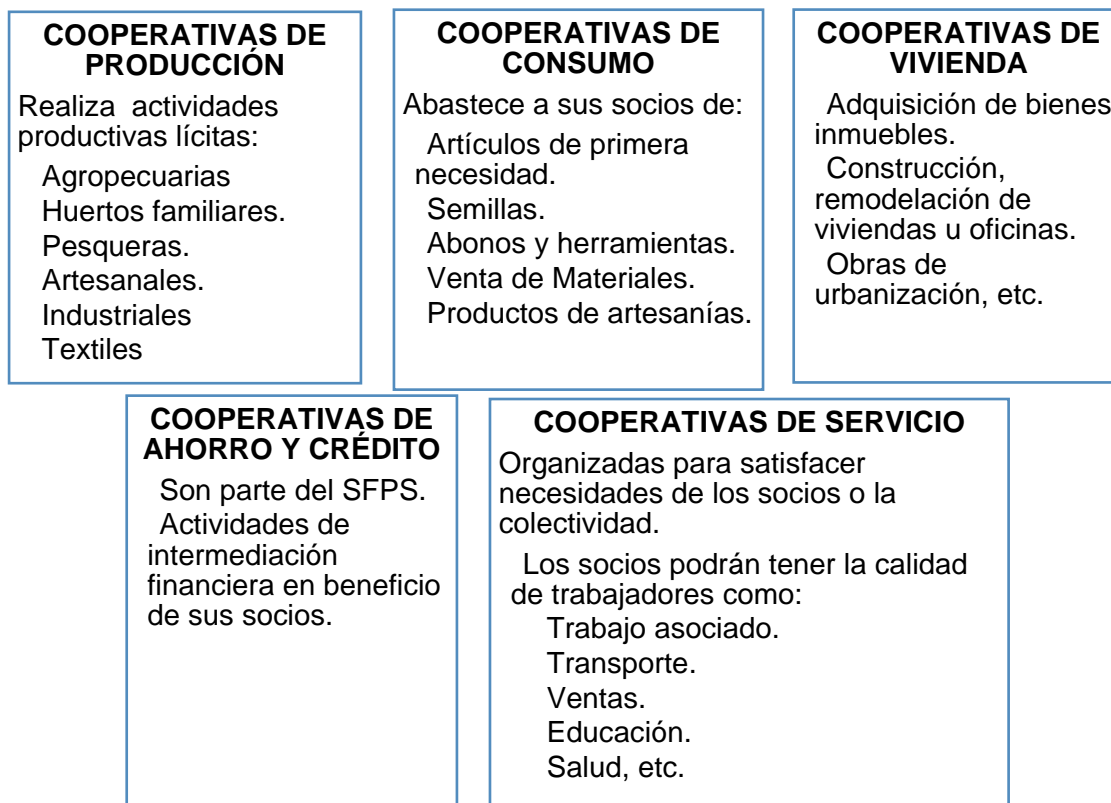 COOPERATIVAS DE
PRODUCCIÓN
Realiza actividades
productivas lícitas:
Agropecuarias
Huertos familiares.
Pesqueras.
Artesanales.
Industriales
Textiles
COOPERATIVAS DE
CONSUMO
Abastece a sus socios de:
Artículos de primera
necesidad.
Semillas.
Abonos y herramientas.
Venta de Materiales.
Productos de artesanías.
COOPERATIVAS DE
VIVIENDA
Adquisición de bienes
inmuebles.
Construcción,
remodelación de
viviendas u oficinas.
Obras de
urbanización, etc.
COOPERATIVAS DE
AHORRO Y CRÉDITO
Son parte del SFPS.
Actividades de
intermediación
financiera en beneficio
de sus socios.
COOPERATIVAS DE SERVICIO
Organizadas para satisfacer
necesidades de los socios o la
colectividad.
Los socios podrán tener la calidad
de trabajadores como:
Trabajo asociado.
Transporte.
Ventas.
Educación.
Salud, etc.